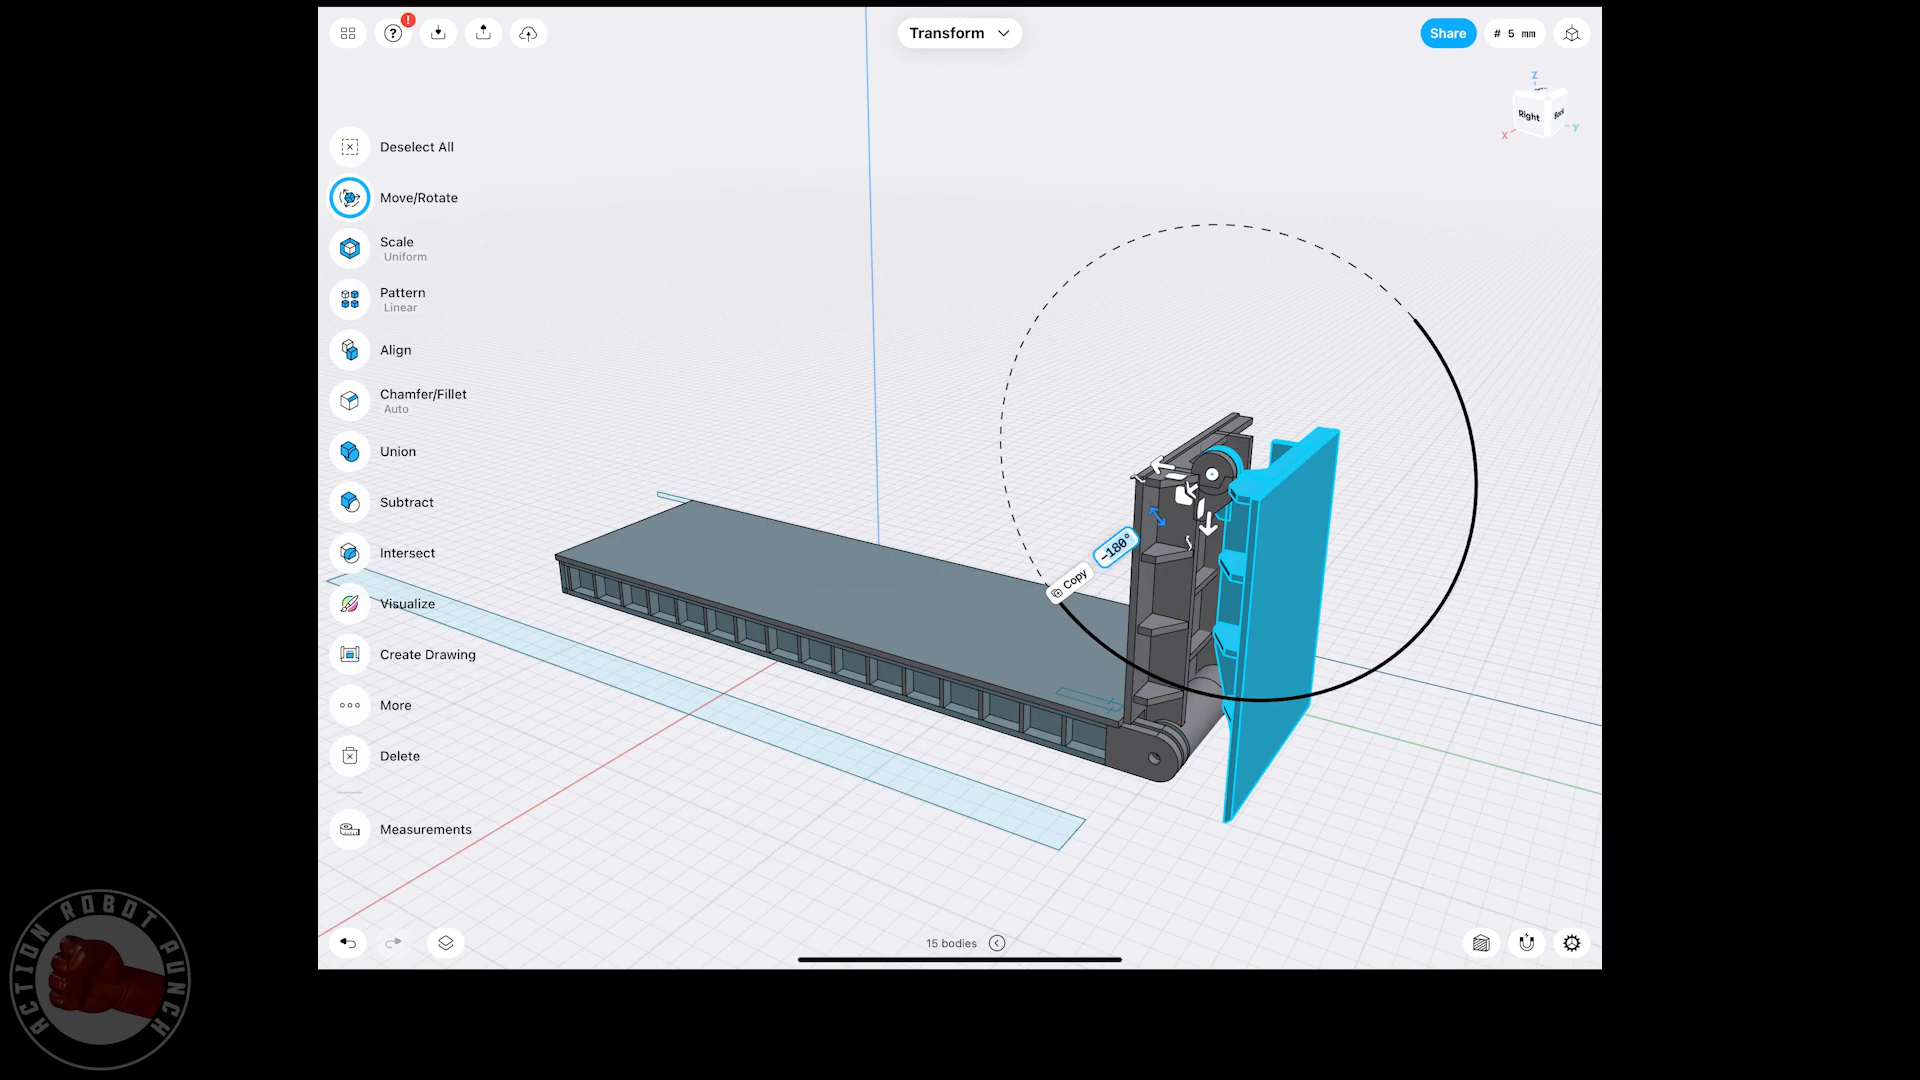 !
?
Transform
Share
# 5 mm
Z
Right
Back
X
Y
Deselect All
Move/Rotate
Scale
Uniform
Pattern
Linear
Align
Chamfer/Fillet
Auto
Union
Subtract
Intersect
Visualize
Create Drawing
More
Delete
Measurements
-180°
Copy
15 bodies
ACTION ROBOT PUNCH